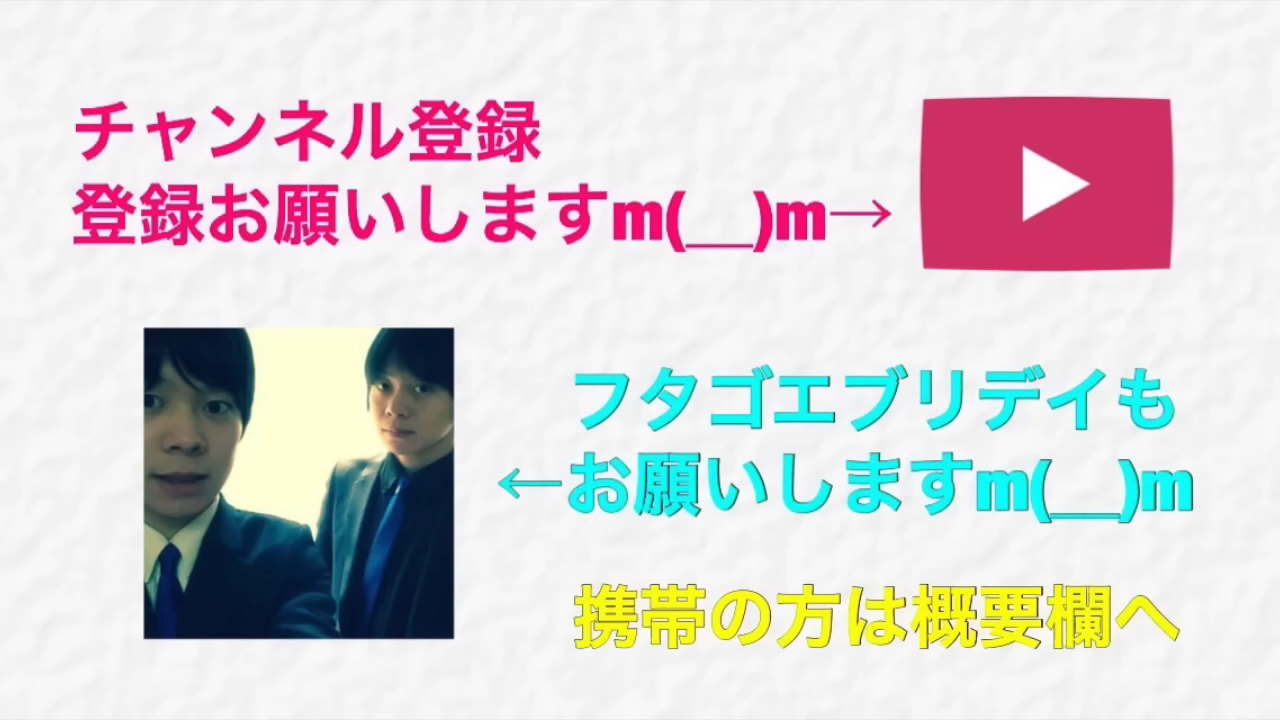 チャンネル登録
登録お願いしますm(__)m→
フタゴエブリデイも
←お願いしますm(__)m
携帯の方は概要欄へ